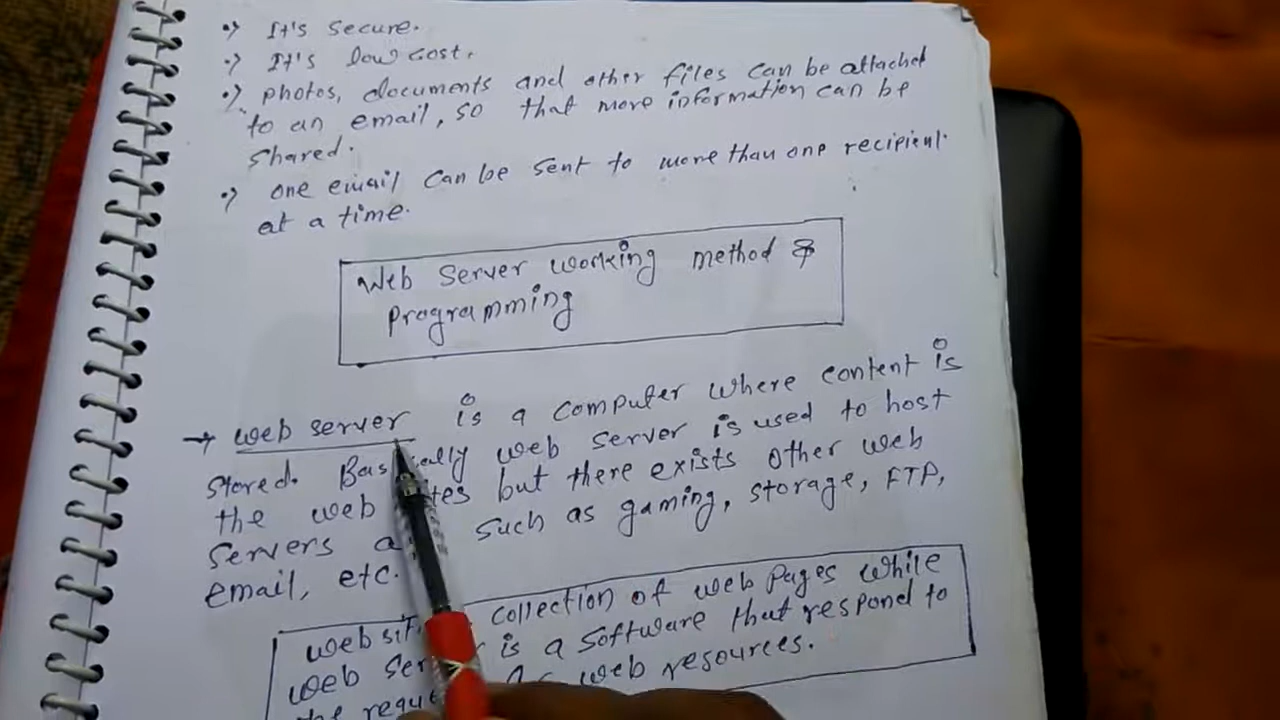 •) It's secure.
•) It's low cost.
•) photos, documents and other files can be attached
to an email, so that more information can be
shared.
•) one email can be sent to more than one recipient
at a time.
Web Server working method &
programming
→ web server is a computer where content is
stored. web server is used to host
the web but there exists other web
servers such as gaming, storage, FTP,
email, etc.
collection of web pages while
web is a software that respond to
the web resources.